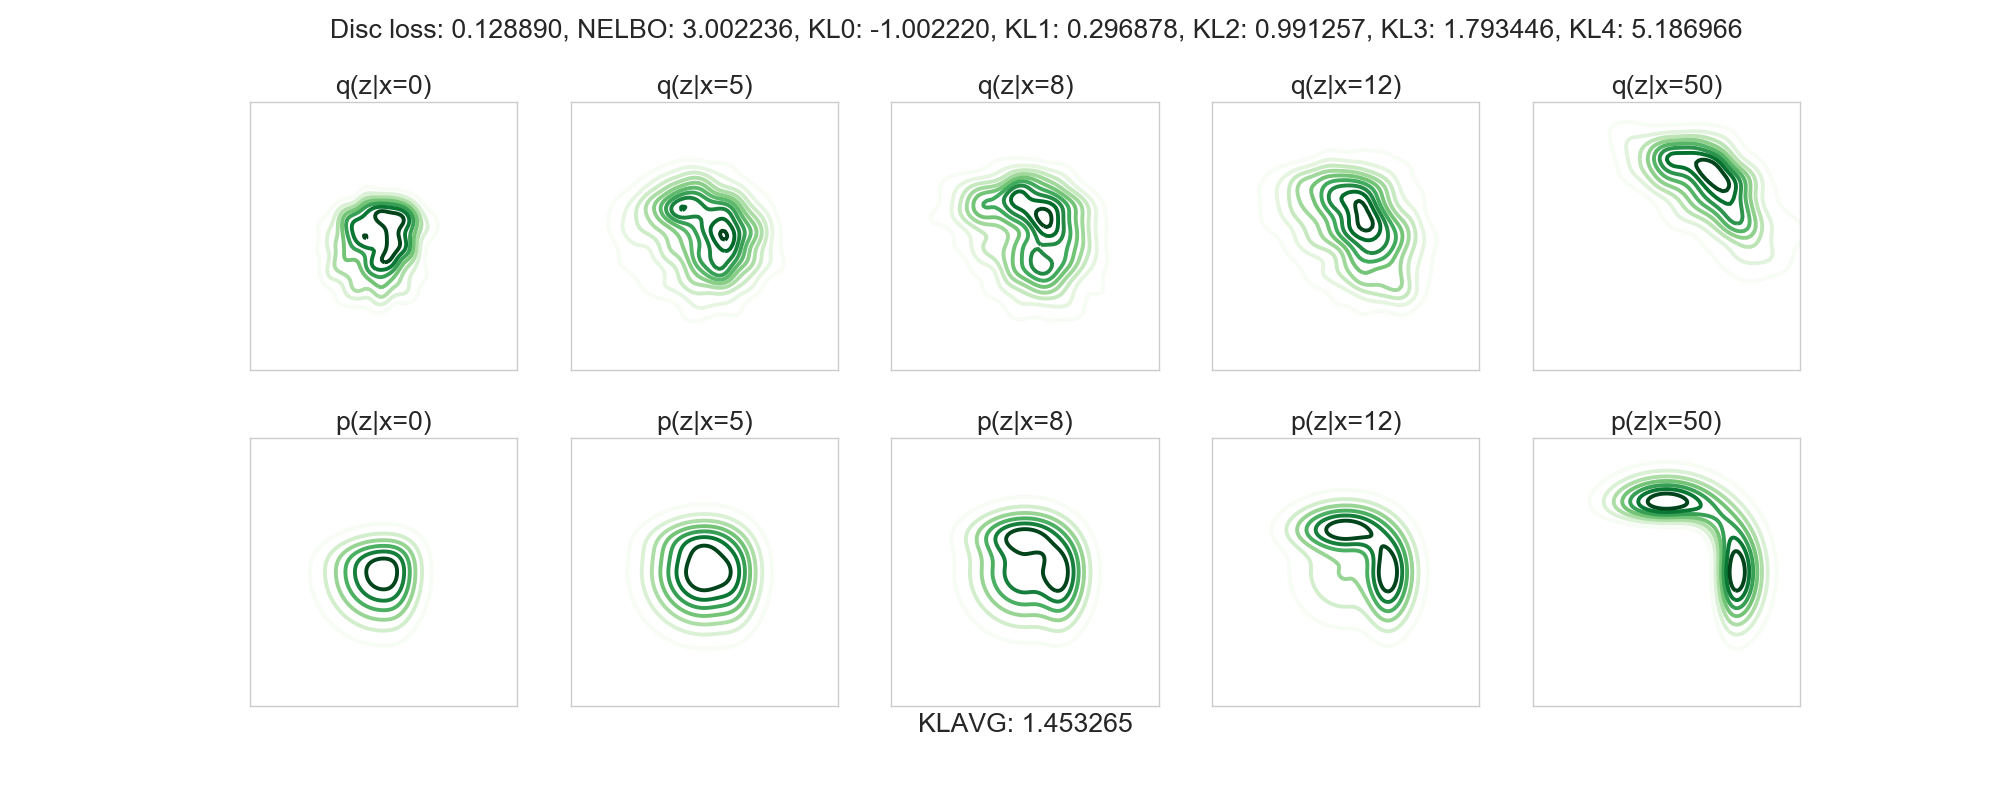 Disc loss: 0.128890, NELBO: 3.002236, KL0: -1.002220, KL1: 0.296878, KL2: 0.991257, KL3: 1.793446, KL4: 5.186966
q(z|x=0) q(z|x=5) q(z|x=8) q(z|x=12) q(z|x=50)
p(z|x=0) p(z|x=5) p(z|x=8) p(z|x=12) p(z|x=50)
KLAVG: 1.453265